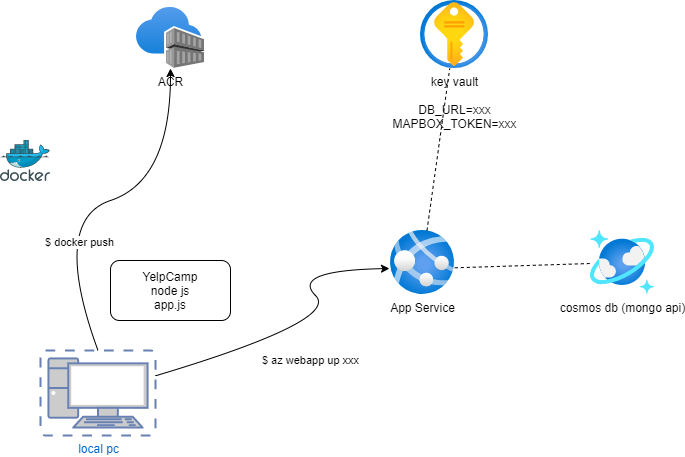 ACR
key vault
DB_URL=xxx
MAPBOX_TOKEN=xxx
docker
$ docker push
YelpCamp
node js
app.js
App Service
cosmos db (mongo api)
$ az webapp up xxx
local pc